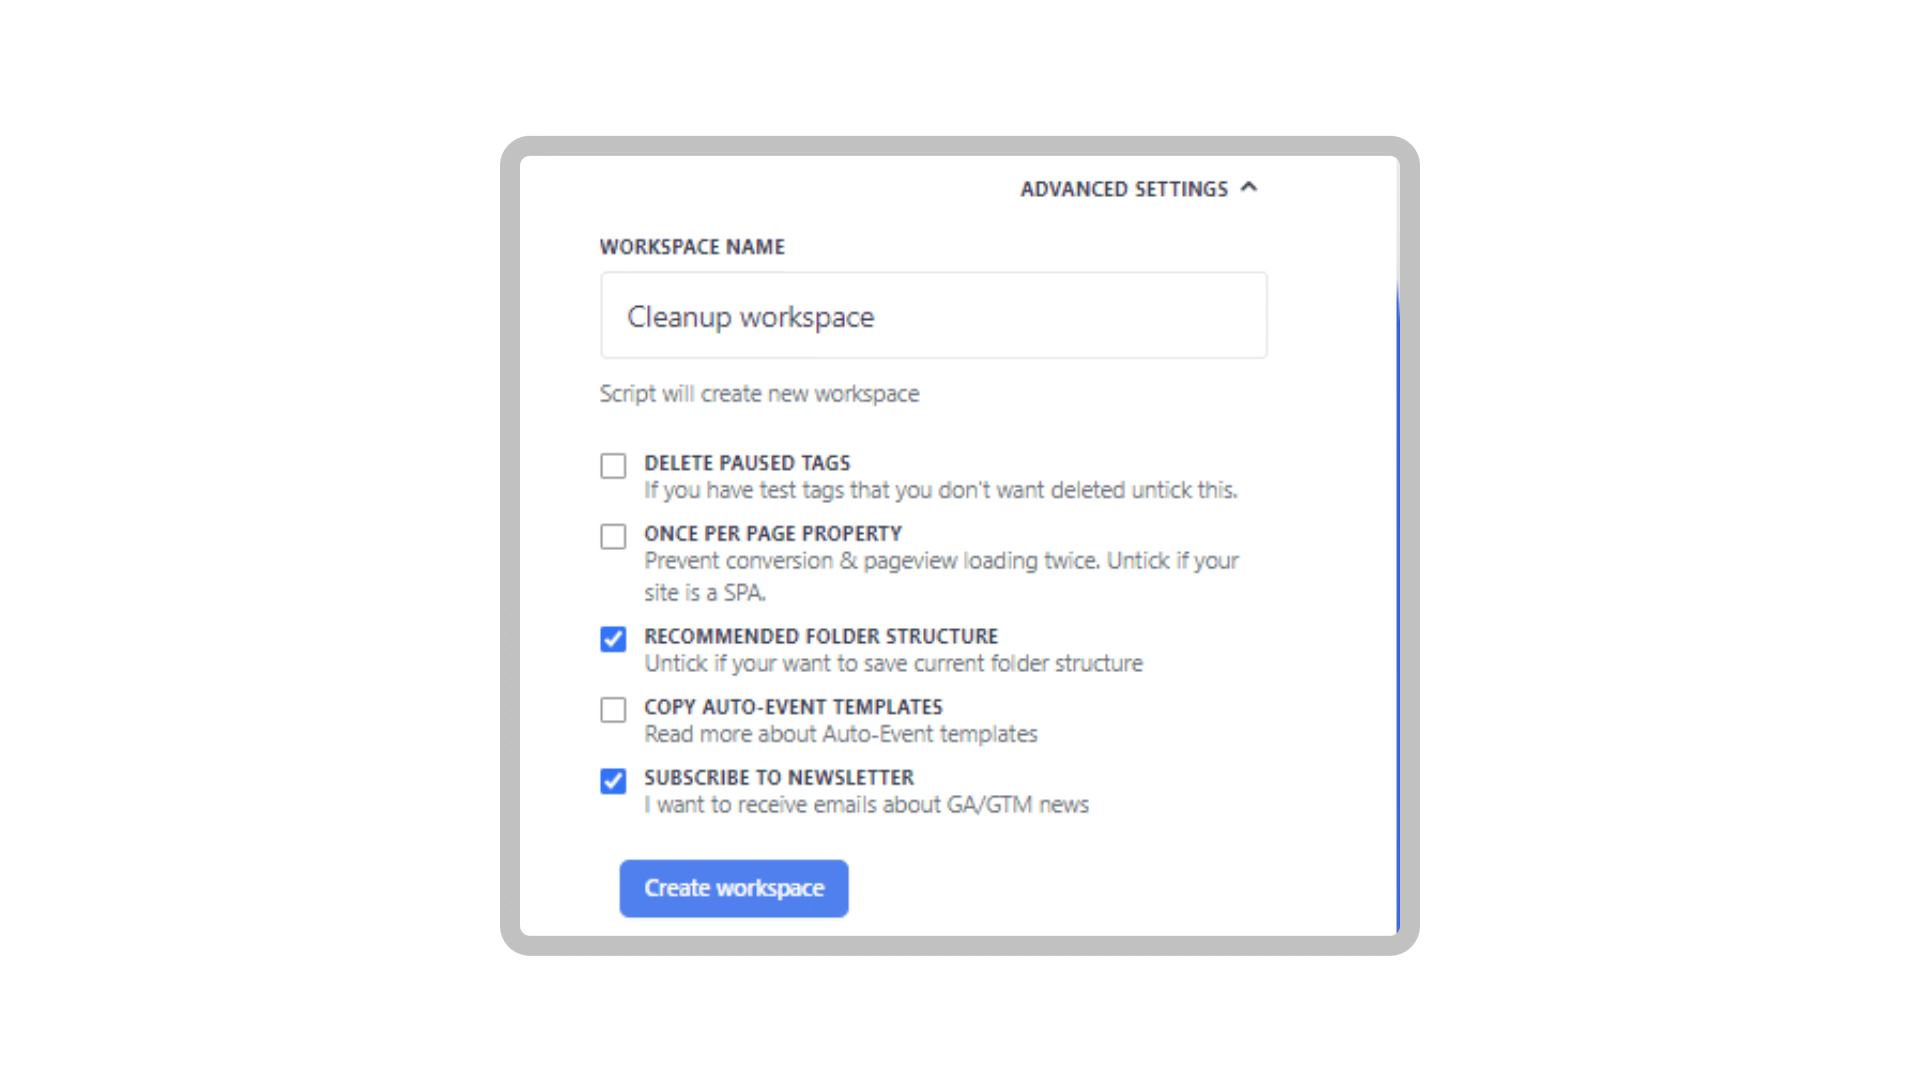 ADVANCED SETTINGS
WORKSPACE NAME
Cleanup workspace
Script will create new workspace
DELETE PAUSED TAGS
If you have test tags that you don't want deleted untick this.
ONCE PER PAGE PROPERTY
Prevent conversion & pageview loading twice. Untick if your
site is a SPA.
RECOMMENDED FOLDER STRUCTURE
Untick if your want to save current folder structure
COPY AUTO-EVENT TEMPLATES
Read more about Auto-Event templates
SUBSCRIBE TO NEWSLETTER
I want to receive emails about GA/GTM news
Create workspace